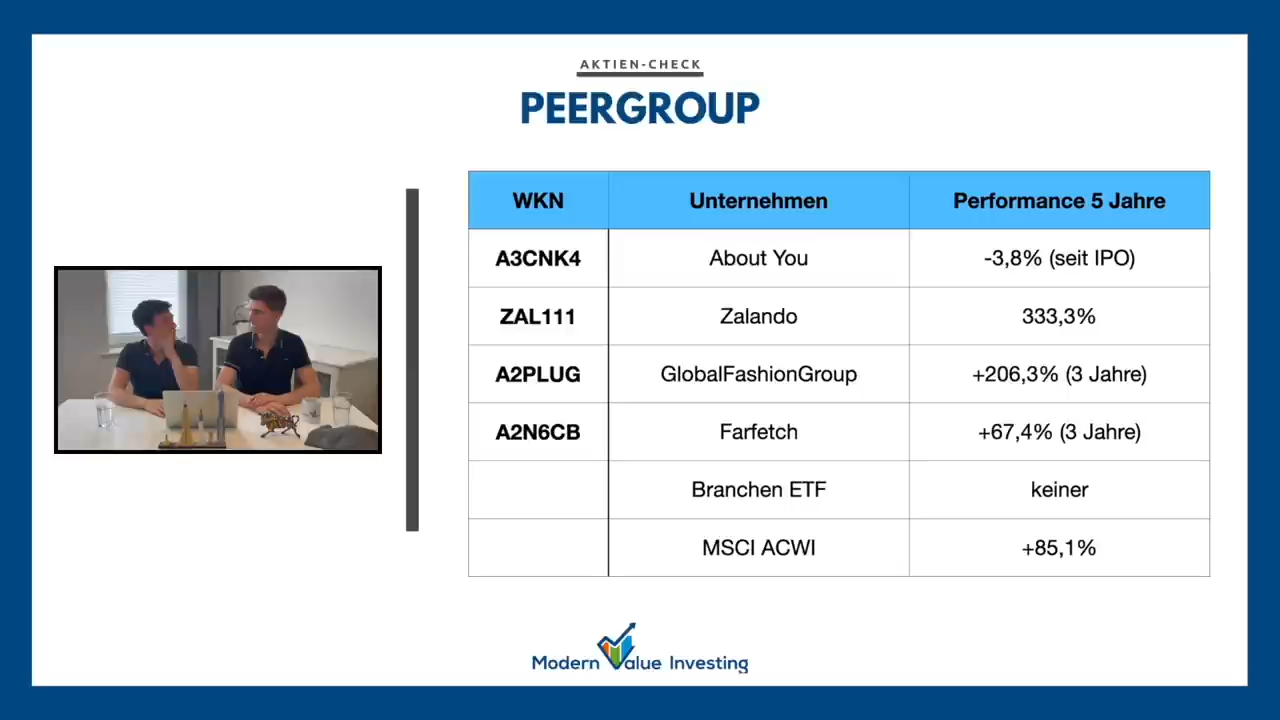 AKTIEN-CHECK
PEERGROUP
WKN Unternehmen Performance 5 Jahre
A3CNK4 About You -3,8% (seit IPO)
ZAL111 Zalando 333,3%
A2PLUG GlobalFashionGroup +206,3% (3 Jahre)
A2N6CB Farfetch +67,4% (3 Jahre)
Branchen ETF keiner
MSCI ACWI +85,1%
Modern Value Investing